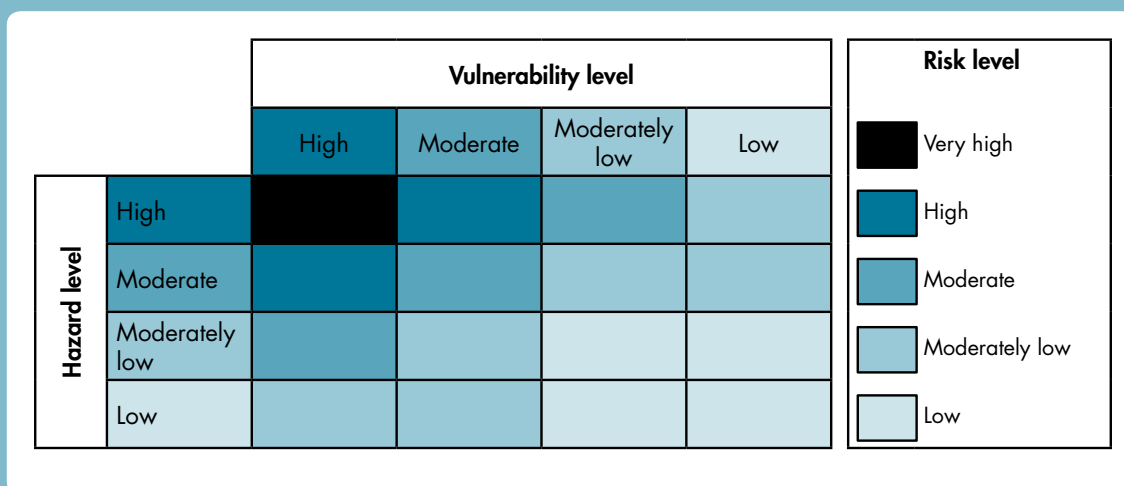 Vulnerability level
High
Moderate
Moderately
low
Low
Hazard level
High
Moderate
Moderately
low
Low
Risk level
Very high
High
Moderate
Moderately low
Low